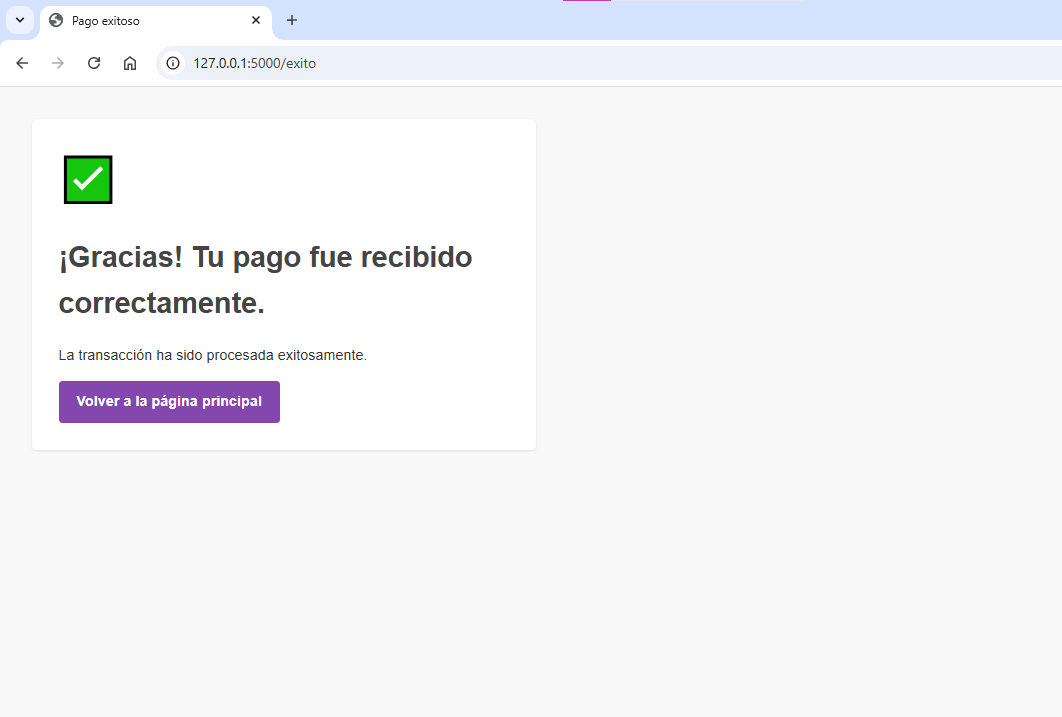 Pago exitoso
127.0.0.1:5000/exito
¡Gracias! Tu pago fue recibido
correctamente.
La transacción ha sido procesada exitosamente.
Volver a la página principal